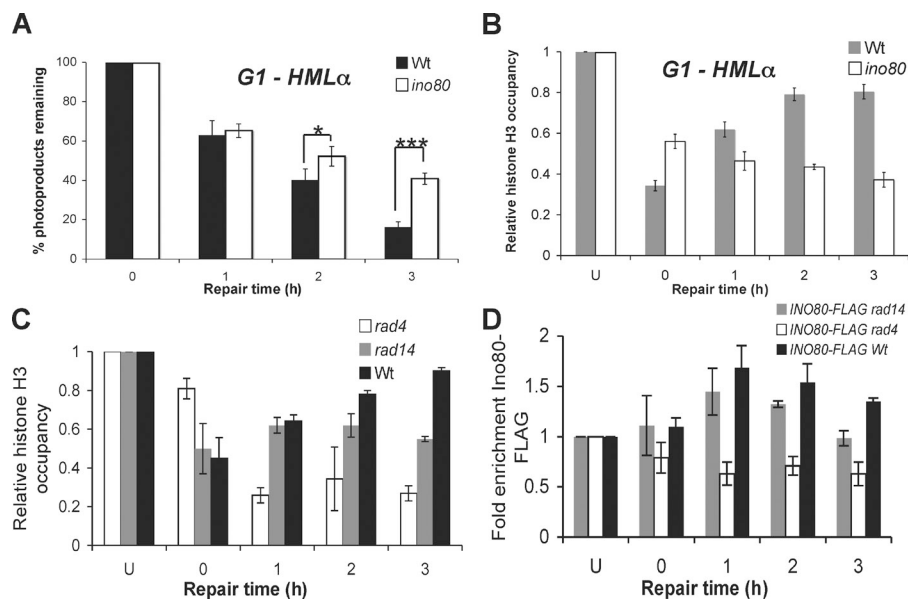 A
G1 - HMLα
Wt
ino80
% photoproducts remaining
100
80
60
40
20
0
*
***
0 1 2 3
Repair time (h)
B
G1 - HMLα
Wt
ino80
Relative histone H3 occupancy
1
0.8
0.6
0.4
0.2
0
U 0 1 2 3
Repair time (h)
C
rad4
rad14
Wt
Relative histone H3
occupancy
1
0.8
0.6
0.4
0.2
0
U 0 1 2 3
Repair time (h)
D
INO80-FLAG rad14
INO80-FLAG rad4
INO80-FLAG Wt
Fold enrichment Ino80-
FLAG
2
1.5
1
0.5
0
U 0 1 2 3
Repair time (h)